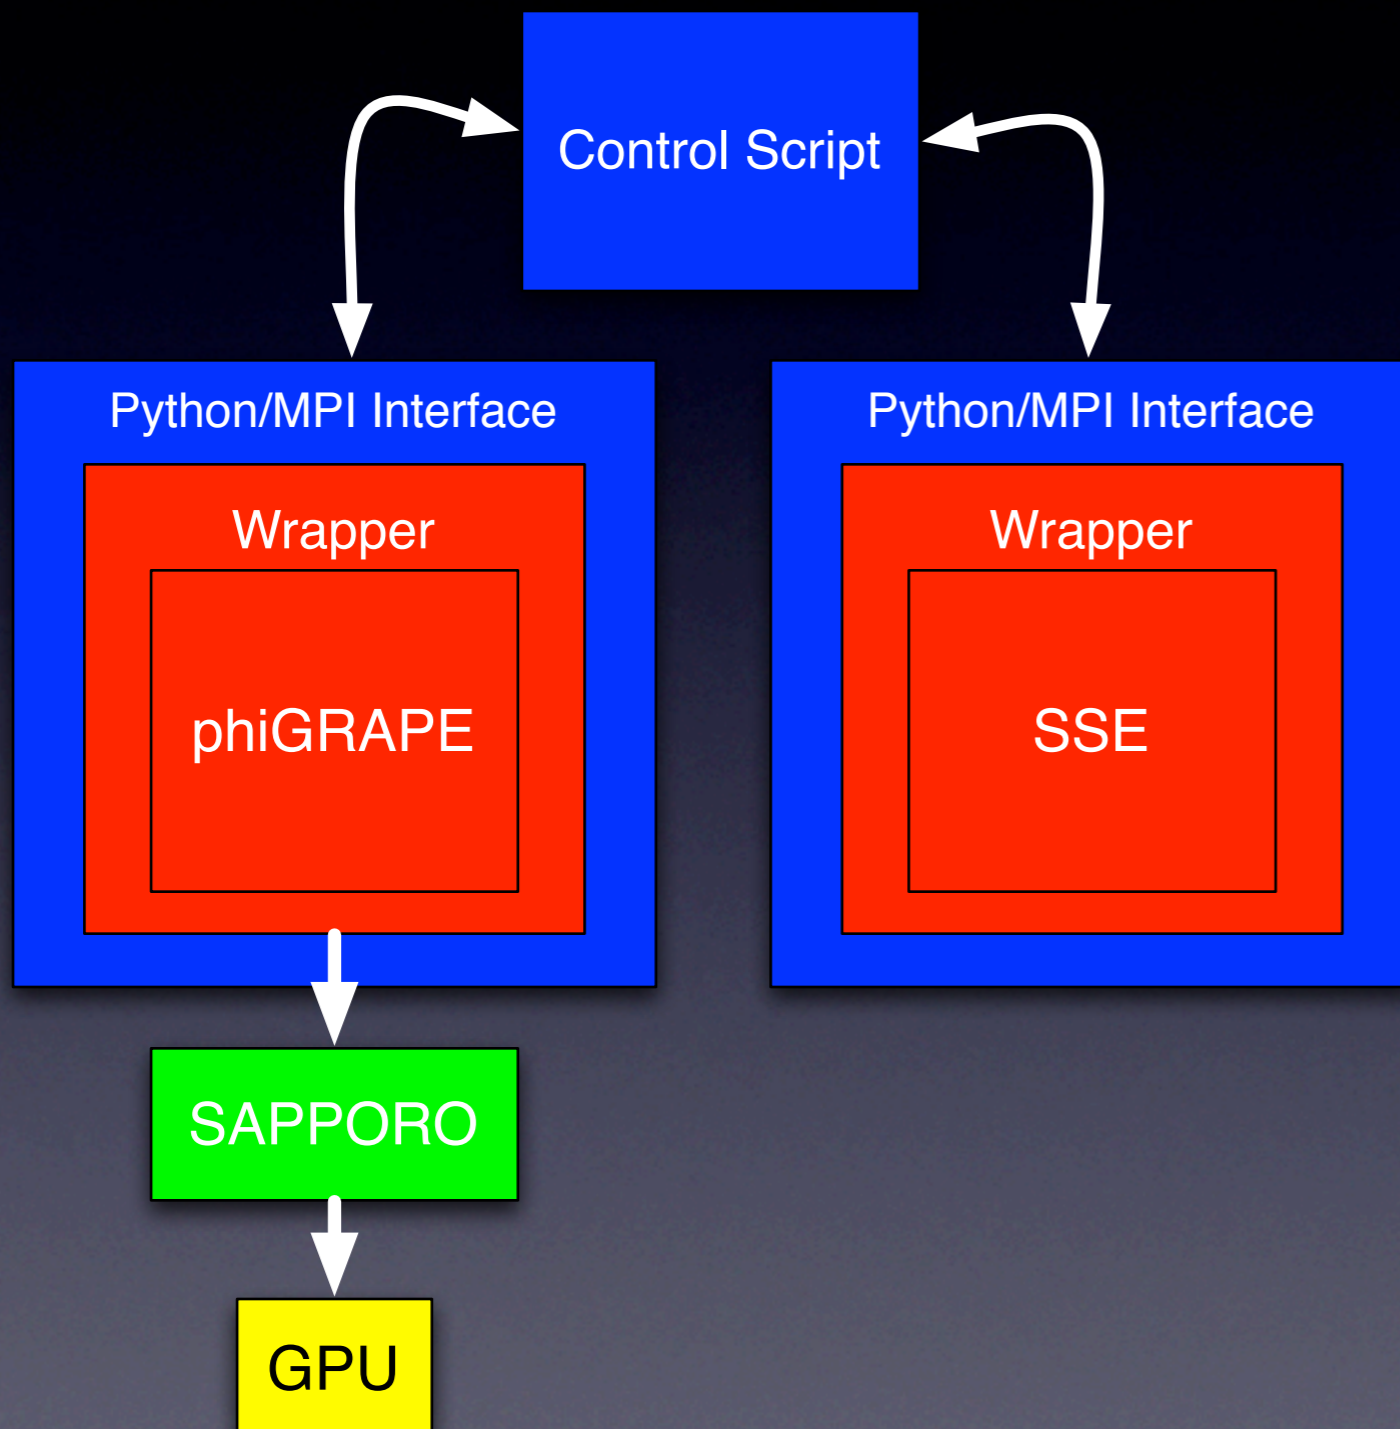 Control Script
Python/MPI Interface
Wrapper
phiGRAPE
Python/MPI Interface
Wrapper
SSE
SAPPORO
GPU